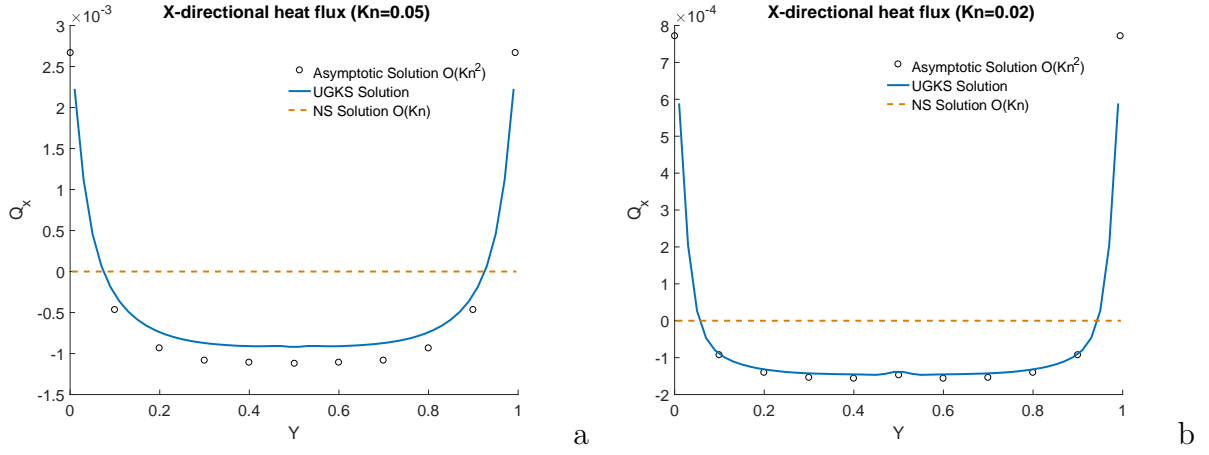 X-directional heat flux (Kn=0.05)
×10⁻³
3
2.5
2
1.5
1
0.5
0
-0.5
-1
-1.5
Q_x
0
0.2
0.4
0.6
0.8
1
Y
Asymptotic Solution O(Kn²)
UGKS Solution
NS Solution O(Kn)
a
X-directional heat flux (Kn=0.02)
×10⁻⁴
8
7
6
5
4
3
2
1
0
-1
-2
Q_x
0
0.2
0.4
0.6
0.8
1
Y
Asymptotic Solution O(Kn²)
UGKS Solution
NS Solution O(Kn)
b